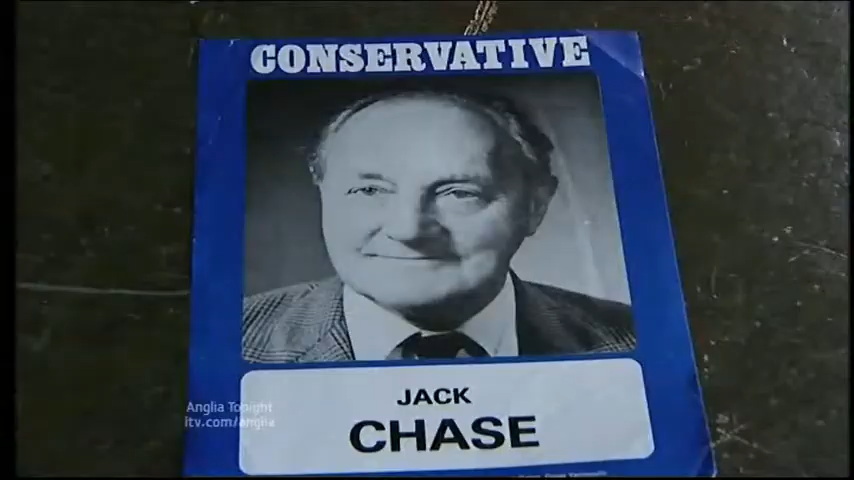 CONSERVATIVE
JACK
CHASE
Anglia Tonight
itv.com/anglia